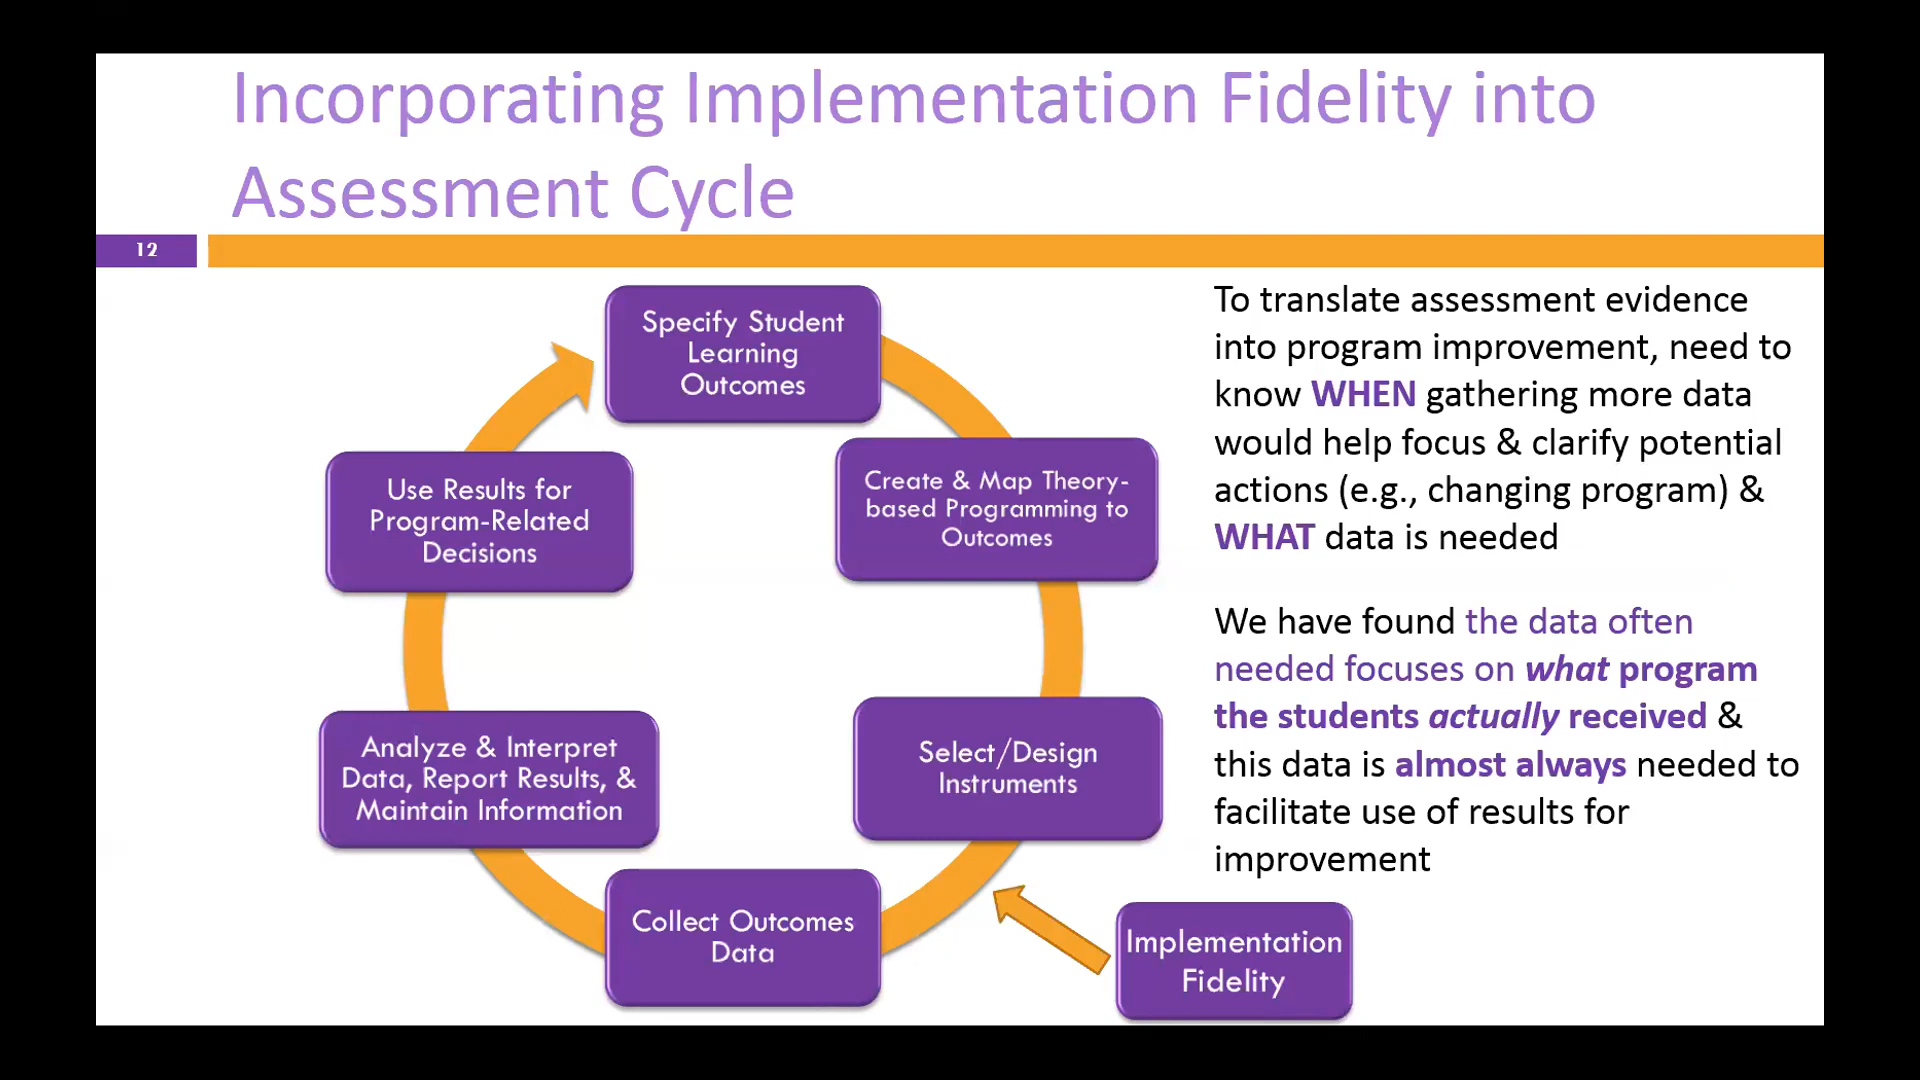 Incorporating Implementation Fidelity into
Assessment Cycle
12
Specify Student
Learning
Outcomes
Create & Map Theory-
based Programming to
Outcomes
Select/Design
Instruments
Collect Outcomes
Data
Analyze & Interpret
Data, Report Results, &
Maintain Information
Use Results for
Program-Related
Decisions
Implementation
Fidelity
To translate assessment evidence
into program improvement, need to
know WHEN gathering more data
would help focus & clarify potential
actions (e.g., changing program) &
WHAT data is needed
We have found the data often
needed focuses on what program
the students actually received &
this data is almost always needed to
facilitate use of results for
improvement